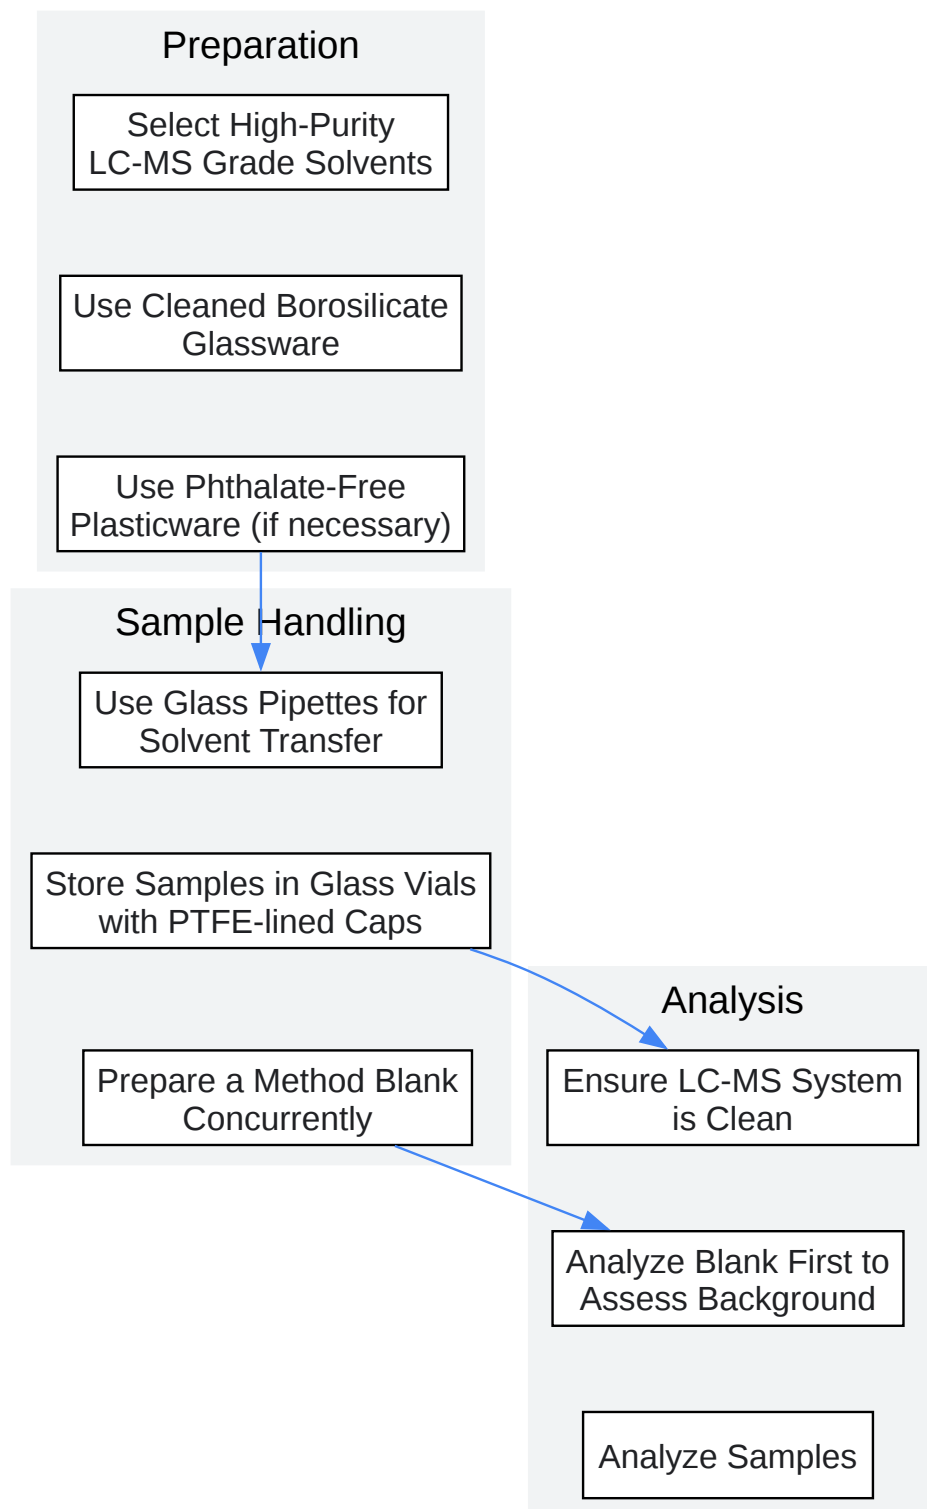 Preparation
Select High-Purity
LC-MS Grade Solvents
Use Cleaned Borosilicate
Glassware
Use Phthalate-Free
Plasticware (if necessary)
Sample Handling
Use Glass Pipettes for
Solvent Transfer
Store Samples in Glass Vials
with PTFE-lined Caps
Prepare a Method Blank
Concurrently
Analysis
Ensure LC-MS System
is Clean
Analyze Blank First to
Assess Background
Analyze Samples